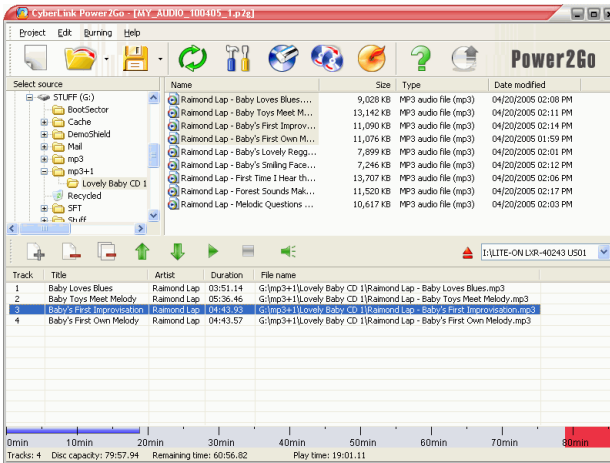 CyberLink Power2Go - [MY_AUDIO_100405_1.p2g]
Project Edit Burning Help
Power2Go
Select source
Name Size Type Date modified
STUFF (G:)
BootSector
Cache
DemoShield
Mail
mp3
mp3+1
Lovely Baby CD 1
Recycled
SFT
Stuff
Raimond Lap - Baby Loves Blues.... 9,028 KB MP3 audio file (mp3) 04/20/2005 02:08 PM
Raimond Lap - Baby Toys Meet M... 13,142 KB MP3 audio file (mp3) 04/20/2005 02:11 PM
Raimond Lap - Baby's First Improv... 11,090 KB MP3 audio file (mp3) 04/20/2005 02:14 PM
Raimond Lap - Baby's First Own M... 11,076 KB MP3 audio file (mp3) 04/20/2005 01:59 PM
Raimond Lap - Baby's Lovely Regg... 7,899 KB MP3 audio file (mp3) 04/20/2005 02:01 PM
Raimond Lap - Baby's Smiling Face... 7,246 KB MP3 audio file (mp3) 04/20/2005 02:12 PM
Raimond Lap - First Time I Hear th... 13,707 KB MP3 audio file (mp3) 04/20/2005 02:06 PM
Raimond Lap - Forest Sounds Mak... 11,520 KB MP3 audio file (mp3) 04/20/2005 02:17 PM
Raimond Lap - Melodic Questions ... 10,617 KB MP3 audio file (mp3) 04/20/2005 02:03 PM
I:\LITE-ON LXR-40243 US01
Track Title Artist Duration File name
1 Baby Loves Blues Raimond Lap 03:51.14 G:\mp3+1\Lovely Baby CD 1\Raimond Lap - Baby Loves Blues.mp3
2 Baby Toys Meet Melody Raimond Lap 05:36.46 G:\mp3+1\Lovely Baby CD 1\Raimond Lap - Baby Toys Meet Melody.mp3
3 Baby's First Improvisation Raimond Lap 04:43.93 G:\mp3+1\Lovely Baby CD 1\Raimond Lap - Baby's First Improvisation.mp3
4 Baby's First Own Melody Raimond Lap 04:43.57 G:\mp3+1\Lovely Baby CD 1\Raimond Lap - Baby's First Own Melody.mp3
0min 10min 20min 30min 40min 50min 60min 70min 80min
Tracks: 4 Disc capacity: 79:57.94 Remaining time: 60:56.82 Play time: 19:01.11